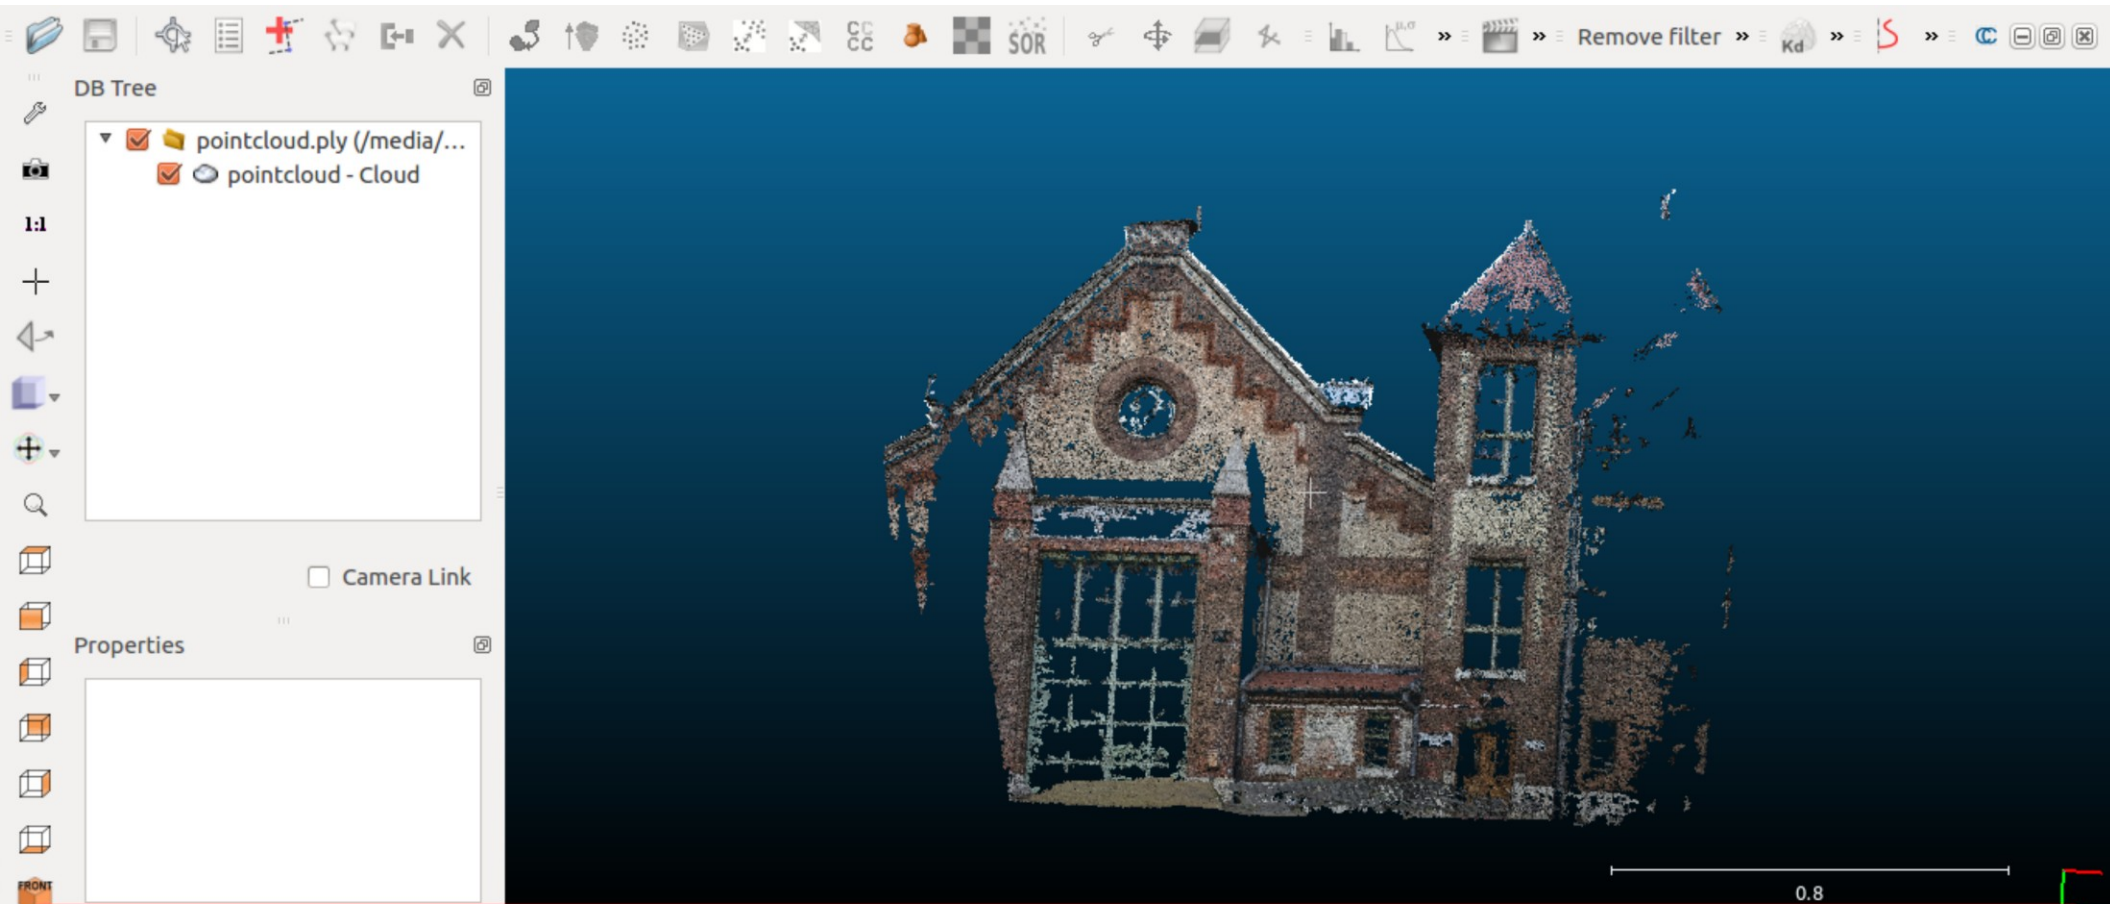 CC
CC
SOR
μ,σ
»
»
Remove filter »
Kd
»
»
DB Tree
1:1
pointcloud.ply (/media/...
pointcloud - Cloud
Camera Link
Properties
FRONT
0.8